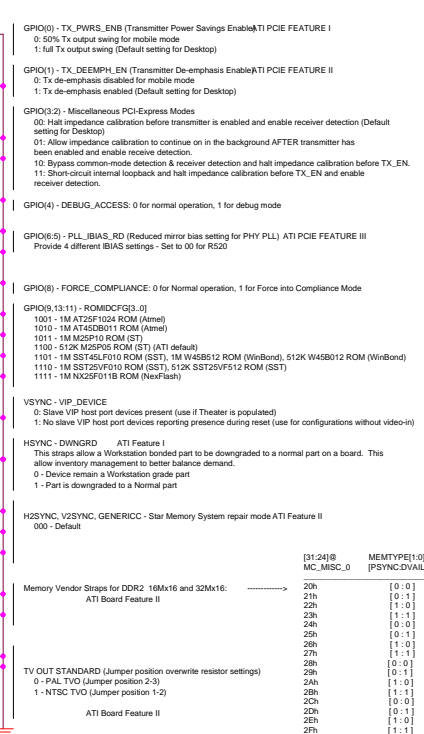 GPIO(0) - TX_PWRS_ENB (Transmitter Power Savings Enable) ATI PCIE FEATURE I
0: 50% Tx output swing for mobile mode
1: full Tx output swing (Default setting for Desktop)
GPIO(1) - TX_DEEMPH_EN (Transmitter De-emphasis Enable) ATI PCIE FEATURE II
0: Tx de-emphasis disabled for mobile mode
1: Tx de-emphasis enabled (Default setting for Desktop)
GPIO(3:2) - Miscellaneous PCI-Express Modes
00: Halt impedance calibration before transmitter is enabled and enable receiver detection (Default
setting for Desktop)
01: Allow impedance calibration to continue on in the background AFTER transmitter has
been enabled and enable receive detection.
10: Bypass common-mode detection & receiver detection and halt impedance calibration before TX_EN.
11: Short-circuit internal loopback and halt impedance calibration before TX_EN and enable
receiver detection.
GPIO(4) - DEBUG_ACCESS: 0 for normal operation, 1 for debug mode
GPIO(6:5) - PLL_IBIAS_RD (Reduced mirror bias setting for PHY PLL) ATI PCIE FEATURE III
Provide 4 different IBIAS settings - Set to 00 for R520
GPIO(8) - FORCE_COMPLIANCE: 0 for Normal operation, 1 for Force into Compliance Mode
GPIO(9,13:11) - ROMIDCFG[3..0]
1001 - 1M AT25F1024 ROM (Atmel)
1010 - 1M AT45DB011 ROM (Atmel)
1011 - 1M M25P10 ROM (ST)
1100 - 512K M25P05 ROM (ST) (ATI default)
1101 - 1M SST45LF010 ROM (SST), 1M W45B512 ROM (WinBond), 512K W45B012 ROM (WinBond)
1110 - 1M SST25VF010 ROM (SST), 512K SST25VF512 ROM (SST)
1111 - 1M NX25F011B ROM (NexFlash)
VSYNC - VIP_DEVICE
0: Slave VIP host port devices present (use if Theater is populated)
1: No slave VIP host port devices reporting presence during reset (use for configurations without video-in)
HSYNC - DWNGRD ATI Feature I
This straps allow a Workstation bonded part to be downgraded to a normal part on a board. This
allow inventory management to better balance demand.
0 - Device remain a Workstation grade part
1 - Part is downgraded to a Normal part
H2SYNC, V2SYNC, GENERICC - Star Memory System repair mode ATI Feature II
000 - Default
[31:24]@ MEMTYPE[1:0]
MC_MISC_0 [PSYNC:DVAIL
Memory Vendor Straps for DDR2 16Mx16 and 32Mx16: -------------> 20h [ 0 : 0 ]
ATI Board Feature II 21h [ 0 : 1 ]
22h [ 1 : 0 ]
23h [ 1 : 1 ]
24h [ 0 : 0 ]
25h [ 0 : 1 ]
26h [ 1 : 0 ]
27h [ 1 : 1 ]
28h [ 0 : 0 ]
TV OUT STANDARD (Jumper position overwrite resistor settings) 29h [ 0 : 1 ]
0 - PAL TVO (Jumper position 2-3) 2Ah [ 1 : 0 ]
1 - NTSC TVO (Jumper position 1-2) 2Bh [ 1 : 1 ]
2Ch [ 0 : 0 ]
ATI Board Feature II 2Dh [ 0 : 1 ]
2Eh [ 1 : 0 ]
2Fh [ 1 : 1 ]